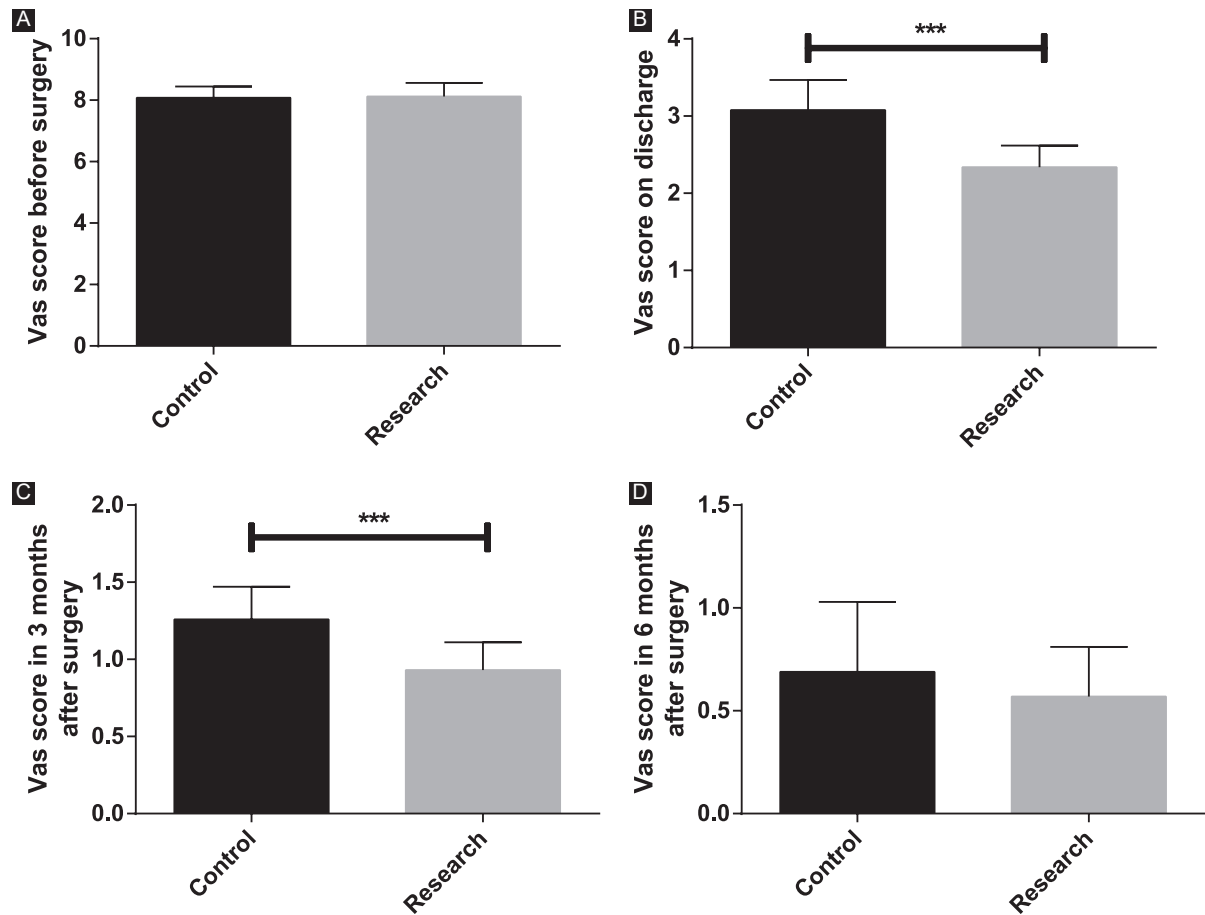 A
Vas score before surgery
10
8
6
4
2
0
Control
Research
B
Vas score on discharge
4
3
2
1
0
***
Control
Research
C
Vas score in 3 months
after surgery
2.0
1.5
1.0
0.5
0.0
***
Control
Research
D
Vas score in 6 months
after surgery
1.5
1.0
0.5
0.0
Control
Research